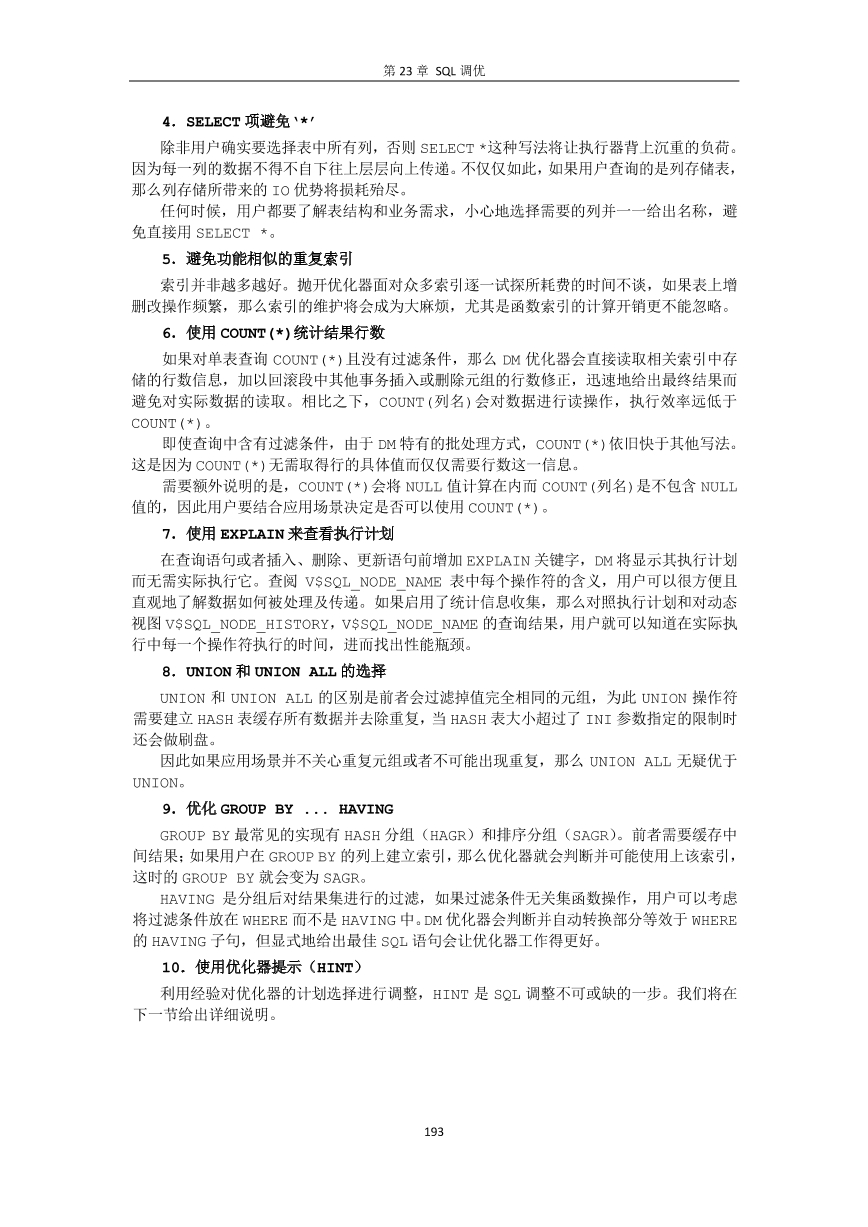 第 23 章 SQL 调优
4. SELECT 项避免‘*’
除非用户确实要选择表中所有列，否则 SELECT *这种写法将让执行器背上沉重的负荷。
因为每一列的数据不得不自下往上层层向上传递。不仅仅如此，如果用户查询的是列存储表，
那么列存储所带来的 IO 优势将损耗殆尽。
任何时候，用户都要了解表结构和业务需求，小心地选择需要的列并一一给出名称，避
免直接用 SELECT *。
5. 避免功能相似的重复索引
索引并非越多越好。抛开优化器面对众多索引逐一试探所耗费的时间不谈，如果表上增
删改操作频繁，那么索引的维护将会成为大麻烦，尤其是函数索引的计算开销更不能忽略。
6. 使用 COUNT(*)统计结果行数
如果对单表查询 COUNT(*)且没有过滤条件，那么 DM 优化器会直接读取相关索引中存
储的行数信息，加以回滚段中其他事务插入或删除元组的行数修正，迅速地给出最终结果而
避免对实际数据的读取。相比之下，COUNT(列名)会对数据进行读操作，执行效率远低于
COUNT(*)。
即使查询中含有过滤条件，由于 DM 特有的批处理方式，COUNT(*)依旧快于其他写法。
这是因为 COUNT(*)无需取得行的具体值而仅仅需要行数这一信息。
需要额外说明的是，COUNT(*)会将 NULL 值计算在内而 COUNT(列名)是不包含 NULL
值的，因此用户要结合应用场景决定是否可以使用 COUNT(*)。
7. 使用 EXPLAIN 来查看执行计划
在查询语句或者插入、删除、更新语句前增加 EXPLAIN 关键字，DM 将显示其执行计划
而无需实际执行它。查阅 V$SQL_NODE_NAME 表中每个操作符的含义，用户可以很方便且
直观地了解数据如何被处理及传递。如果启用了统计信息收集，那么对照执行计划和对动态
视图 V$SQL_NODE_HISTORY，V$SQL_NODE_NAME 的查询结果，用户就可以知道在实际执
行中每一个操作符执行的时间，进而找出性能瓶颈。
8. UNION 和 UNION ALL 的选择
UNION 和 UNION ALL 的区别是前者会过滤掉值完全相同的元组，为此 UNION 操作符
需要建立 HASH 表缓存所有数据并去除重复，当 HASH 表大小超过了 INI 参数指定的限制时
还会做刷盘。
因此如果应用场景并不关心重复元组或者不可能出现重复，那么 UNION ALL 无疑优于
UNION。
9. 优化 GROUP BY ... HAVING
GROUP BY 最常见的实现有 HASH 分组（HAGR）和排序分组（SAGR）。前者需要缓存中
间结果；如果用户在 GROUP BY 的列上建立索引，那么优化器就会判断并可能使用上该索引，
这时的 GROUP BY 就会变为 SAGR。
HAVING 是分组后对结果集进行的过滤，如果过滤条件无关集函数操作，用户可以考虑
将过滤条件放在 WHERE 而不是 HAVING 中。DM 优化器会判断并自动转换部分等效于 WHERE
的 HAVING 子句，但显式地给出最佳 SQL 语句会让优化器工作得更好。
10. 使用优化器提示（HINT）
利用经验对优化器的计划选择进行调整，HINT 是 SQL 调整不可或缺的一步。我们将在
下一节给出详细说明。
193